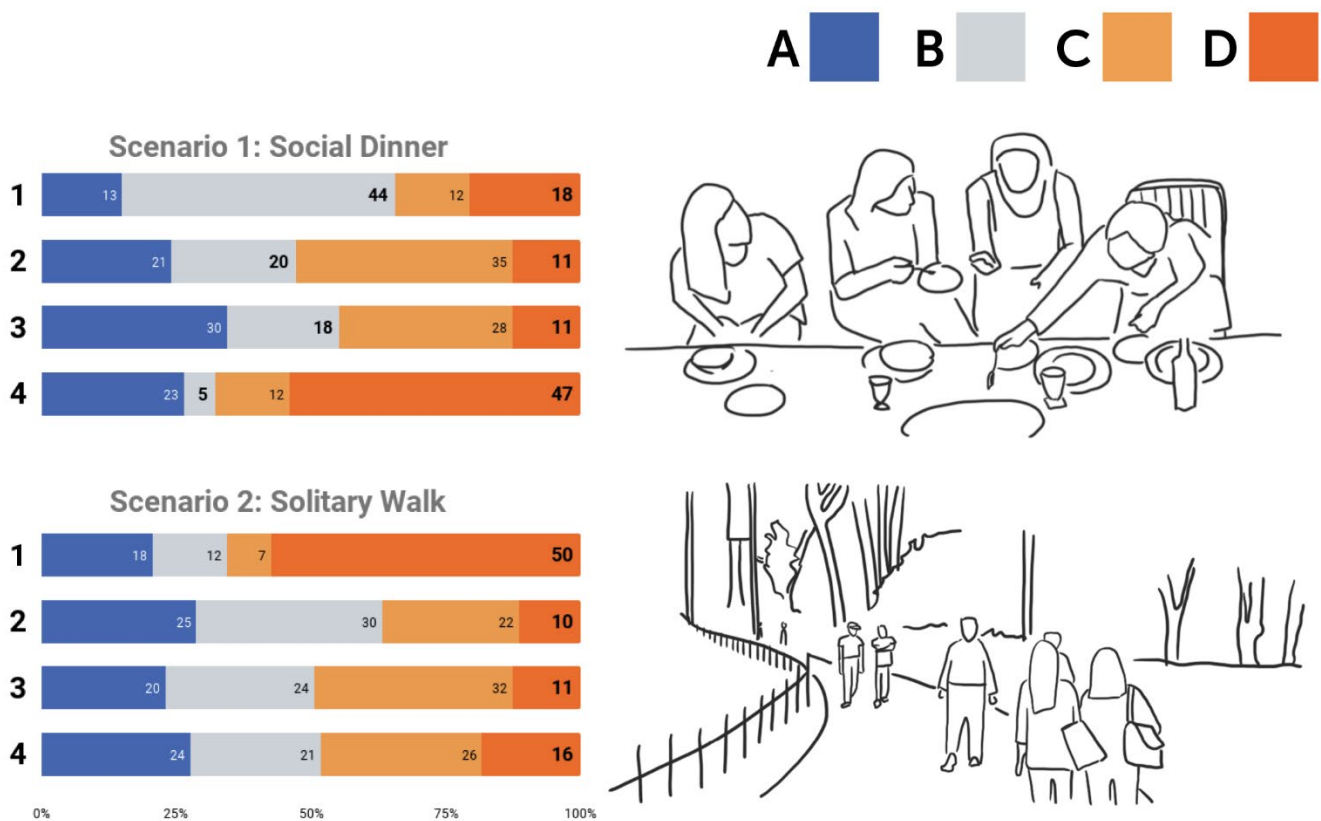 A B C D
Scenario 1: Social Dinner
1 13 44 12 18
2 21 20 35 11
3 30 18 28 11
4 23 5 12 47
Scenario 2: Solitary Walk
1 18 12 7 50
2 25 30 22 10
3 20 24 32 11
4 24 21 26 16
0% 25% 50% 75% 100%